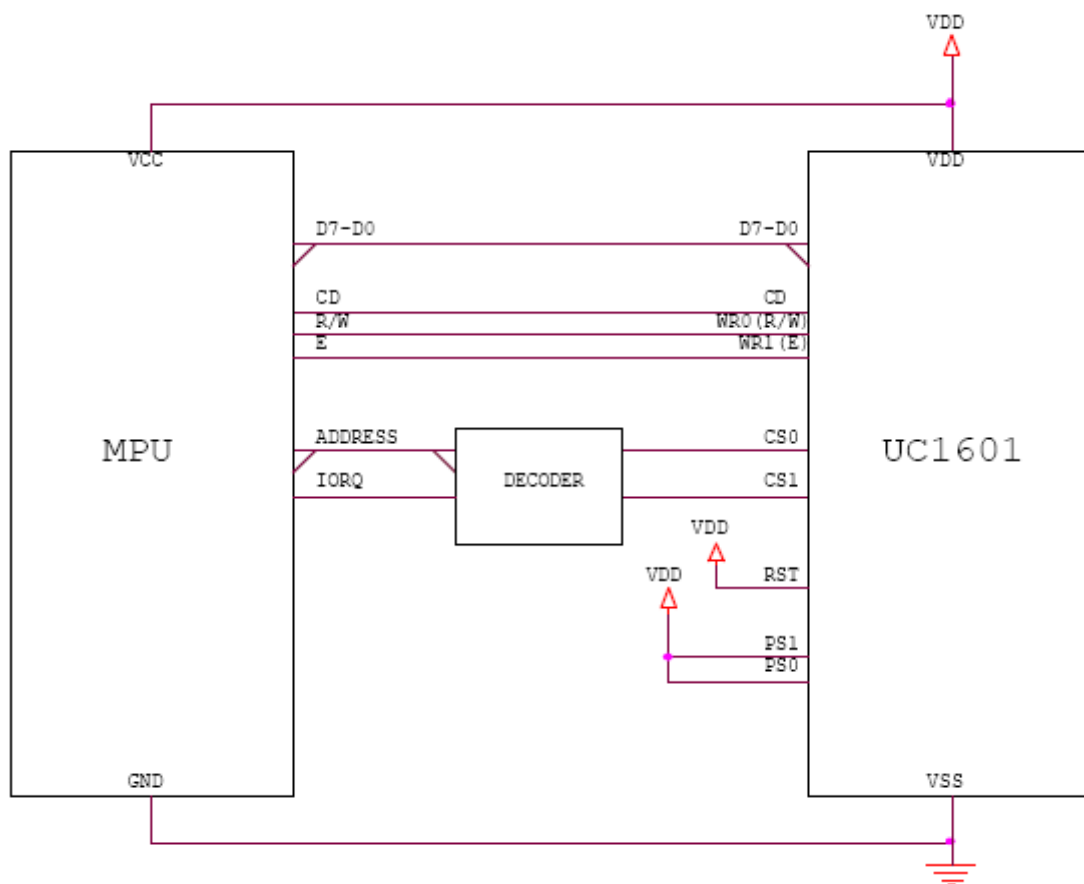 VDD
VCC VDD
D7-D0 D7-D0
CD CD
R/W WR0(R/W)
E WR1(E)
MPU ADDRESS CS0 UC1601
IORQ DECODER CS1
VDD
VDD RST
PS1
PS0
GND VSS